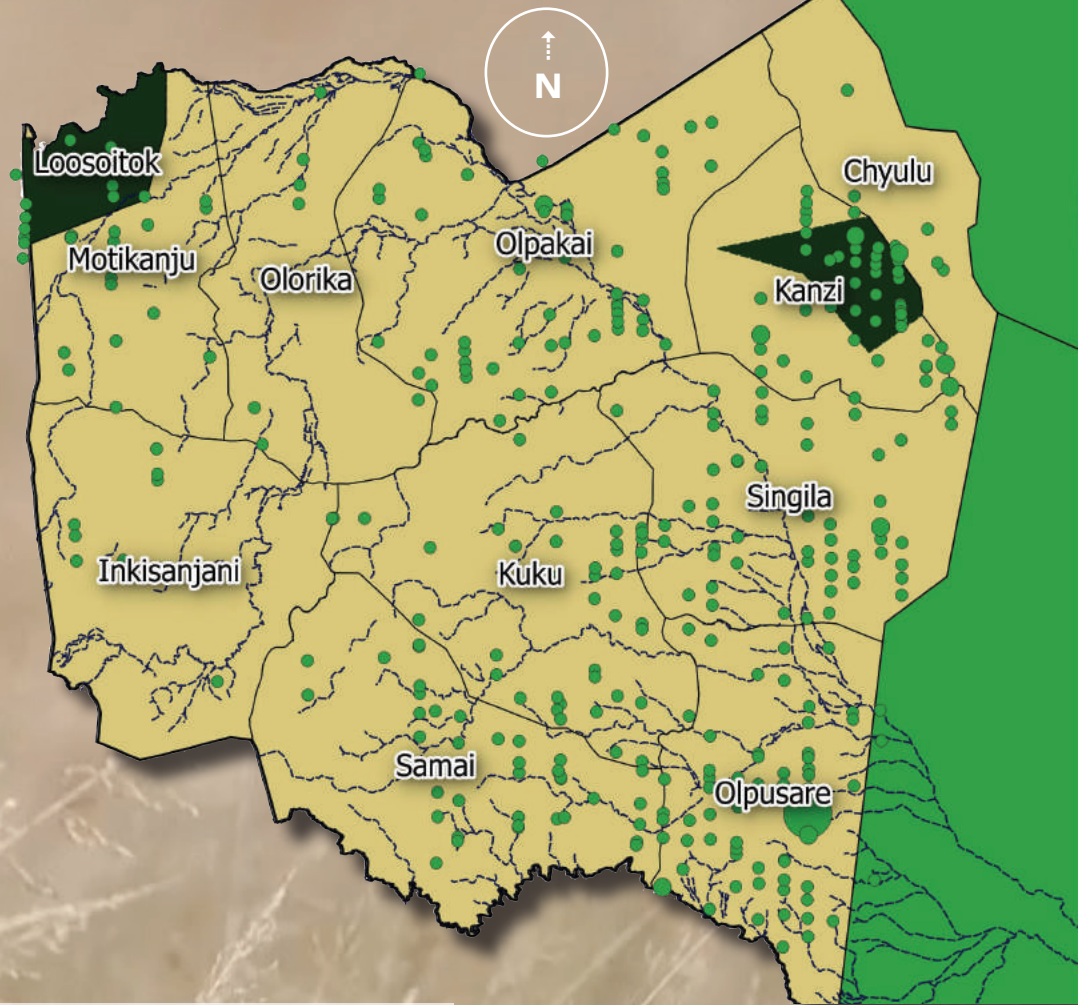 N
Loosoitok
Chyulu
Motikanju
Olorika
Olpakai
Kanzi
Singila
Inkisanjani
Kuku
Samai
Olpusare